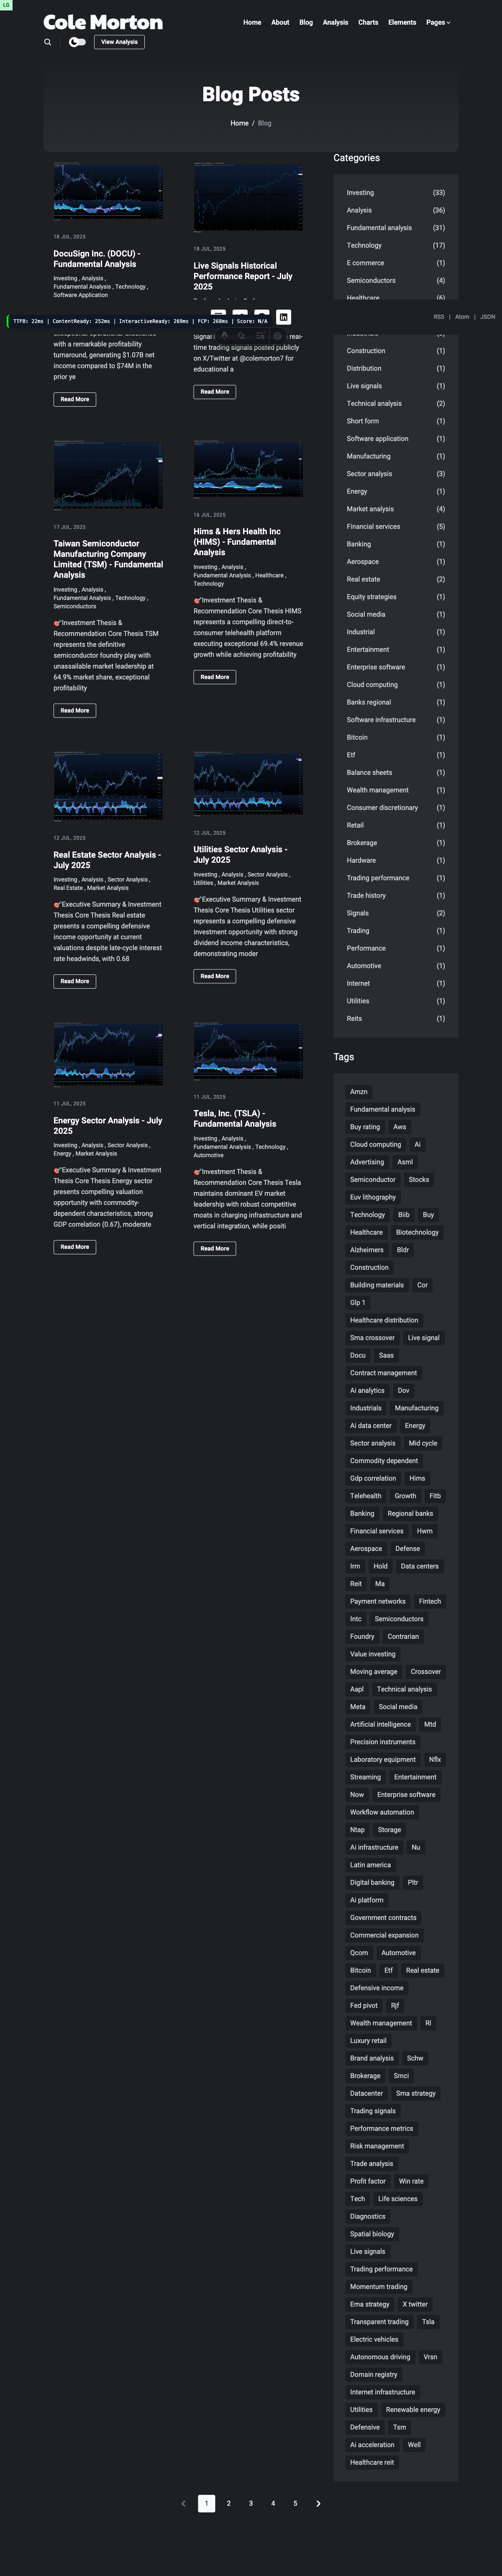 LG
Cole Morton
Home About Blog Analysis Charts Elements Pages
View Analysis
Blog Posts
Home / Blog
18 JUL, 2025
DocuSign Inc. (DOCU) -
Fundamental Analysis
Investing , Analysis ,
Fundamental Analysis , Technology ,
Software Application
with a remarkable profitability
turnaround, generating $1.07B net
income compared to $74M in the
prior ye
Read More
18 JUL, 2025
Live Signals Historical
Performance Report - July
2025
time trading signals posted publicly
on X/Twitter at @colemorton7 for
educational a
Read More
TTFB: 22ms | ContentReady: 252ms | InteractiveReady: 269ms | FCP: 268ms | Score: N/A
RSS | Atom | JSON
17 JUL, 2025
Taiwan Semiconductor
Manufacturing Company
Limited (TSM) - Fundamental
Analysis
Investing , Analysis ,
Fundamental Analysis , Technology ,
Semiconductors
🎯Investment Thesis &
Recommendation Core Thesis TSM
represents the definitive
semiconductor foundry play with
unassailable market leadership at
64.9% market share, exceptional
profitability
Read More
16 JUL, 2025
Hims & Hers Health Inc
(HIMS) - Fundamental
Analysis
Investing , Analysis ,
Fundamental Analysis , Healthcare ,
Technology
🎯Investment Thesis &
Recommendation Core Thesis HIMS
represents a compelling direct-to-
consumer telehealth platform
executing exceptional 69.4% revenue
growth while achieving profitability
Read More
12 JUL, 2025
Real Estate Sector Analysis -
July 2025
Investing , Analysis , Sector Analysis ,
Real Estate , Market Analysis
🎯Executive Summary & Investment
Thesis Core Thesis Real estate
presents a compelling defensive
income opportunity at current
valuations despite late-cycle interest
rate headwinds, with 0.68
Read More
12 JUL, 2025
Utilities Sector Analysis -
July 2025
Investing , Analysis , Sector Analysis ,
Utilities , Market Analysis
🎯Executive Summary & Investment
Thesis Core Thesis Utilities sector
represents a compelling defensive
investment opportunity with strong
dividend income characteristics,
demonstrating moder
Read More
11 JUL, 2025
Energy Sector Analysis - July
2025
Investing , Analysis , Sector Analysis ,
Energy , Market Analysis
🎯Executive Summary & Investment
Thesis Core Thesis Energy sector
presents compelling valuation
opportunity with commodity-
dependent characteristics, strong
GDP correlation (0.67), moderate
Read More
11 JUL, 2025
Tesla, Inc. (TSLA) -
Fundamental Analysis
Investing , Analysis ,
Fundamental Analysis , Technology ,
Automotive
🎯Investment Thesis &
Recommendation Core Thesis Tesla
maintains dominant EV market
leadership with robust competitive
moats in charging infrastructure and
vertical integration, while positi
Read More
Categories
Investing (33)
Analysis (36)
Fundamental analysis (31)
Technology (17)
E commerce (1)
Semiconductors (4)
Healthcare (6)
Construction (1)
Distribution (1)
Live signals (1)
Technical analysis (2)
Short form (1)
Software application (1)
Manufacturing (1)
Sector analysis (3)
Energy (1)
Market analysis (4)
Financial services (5)
Banking (1)
Aerospace (1)
Real estate (2)
Equity strategies (1)
Social media (1)
Industrial (1)
Entertainment (1)
Enterprise software (1)
Cloud computing (1)
Banks regional (1)
Software infrastructure (1)
Bitcoin (1)
Etf (1)
Balance sheets (1)
Wealth management (1)
Consumer discretionary (1)
Retail (1)
Brokerage (1)
Hardware (1)
Trading performance (1)
Trade history (1)
Signals (2)
Trading (1)
Performance (1)
Automotive (1)
Internet (1)
Utilities (1)
Reits (1)
Tags
Amzn
Fundamental analysis
Buy rating Aws
Cloud computing Ai
Advertising Asml
Semiconductor Stocks
Euv lithography
Technology Biib Buy
Healthcare Biotechnology
Alzheimers Bldr
Construction
Building materials Cor
Glp 1
Healthcare distribution
Sma crossover Live signal
Docu Saas
Contract management
Ai analytics Dov
Industrials Manufacturing
Ai data center Energy
Sector analysis Mid cycle
Commodity dependent
Gdp correlation Hims
Telehealth Growth Fitb
Banking Regional banks
Financial services Hwm
Aerospace Defense
Irm Hold Data centers
Reit Ma
Payment networks Fintech
Intc Semiconductors
Foundry Contrarian
Value investing
Moving average Crossover
Aapl Technical analysis
Meta Social media
Artificial intelligence Mtd
Precision instruments
Laboratory equipment Nflx
Streaming Entertainment
Now Enterprise software
Workflow automation
Ntap Storage
Ai infrastructure Nu
Latin america
Digital banking Pltr
Ai platform
Government contracts
Commercial expansion
Qcom Automotive
Bitcoin Etf Real estate
Defensive income
Fed pivot Rjf
Wealth management Rl
Luxury retail
Brand analysis Schw
Brokerage Smci
Datacenter Sma strategy
Trading signals
Performance metrics
Risk management
Trade analysis
Profit factor Win rate
Tech Life sciences
Diagnostics
Spatial biology
Live signals
Trading performance
Momentum trading
Ema strategy X twitter
Transparent trading Tsla
Electric vehicles
Autonomous driving Vrsn
Domain registry
Internet infrastructure
Utilities Renewable energy
Defensive Tsm
Ai acceleration Well
Healthcare reit
1 2 3 4 5